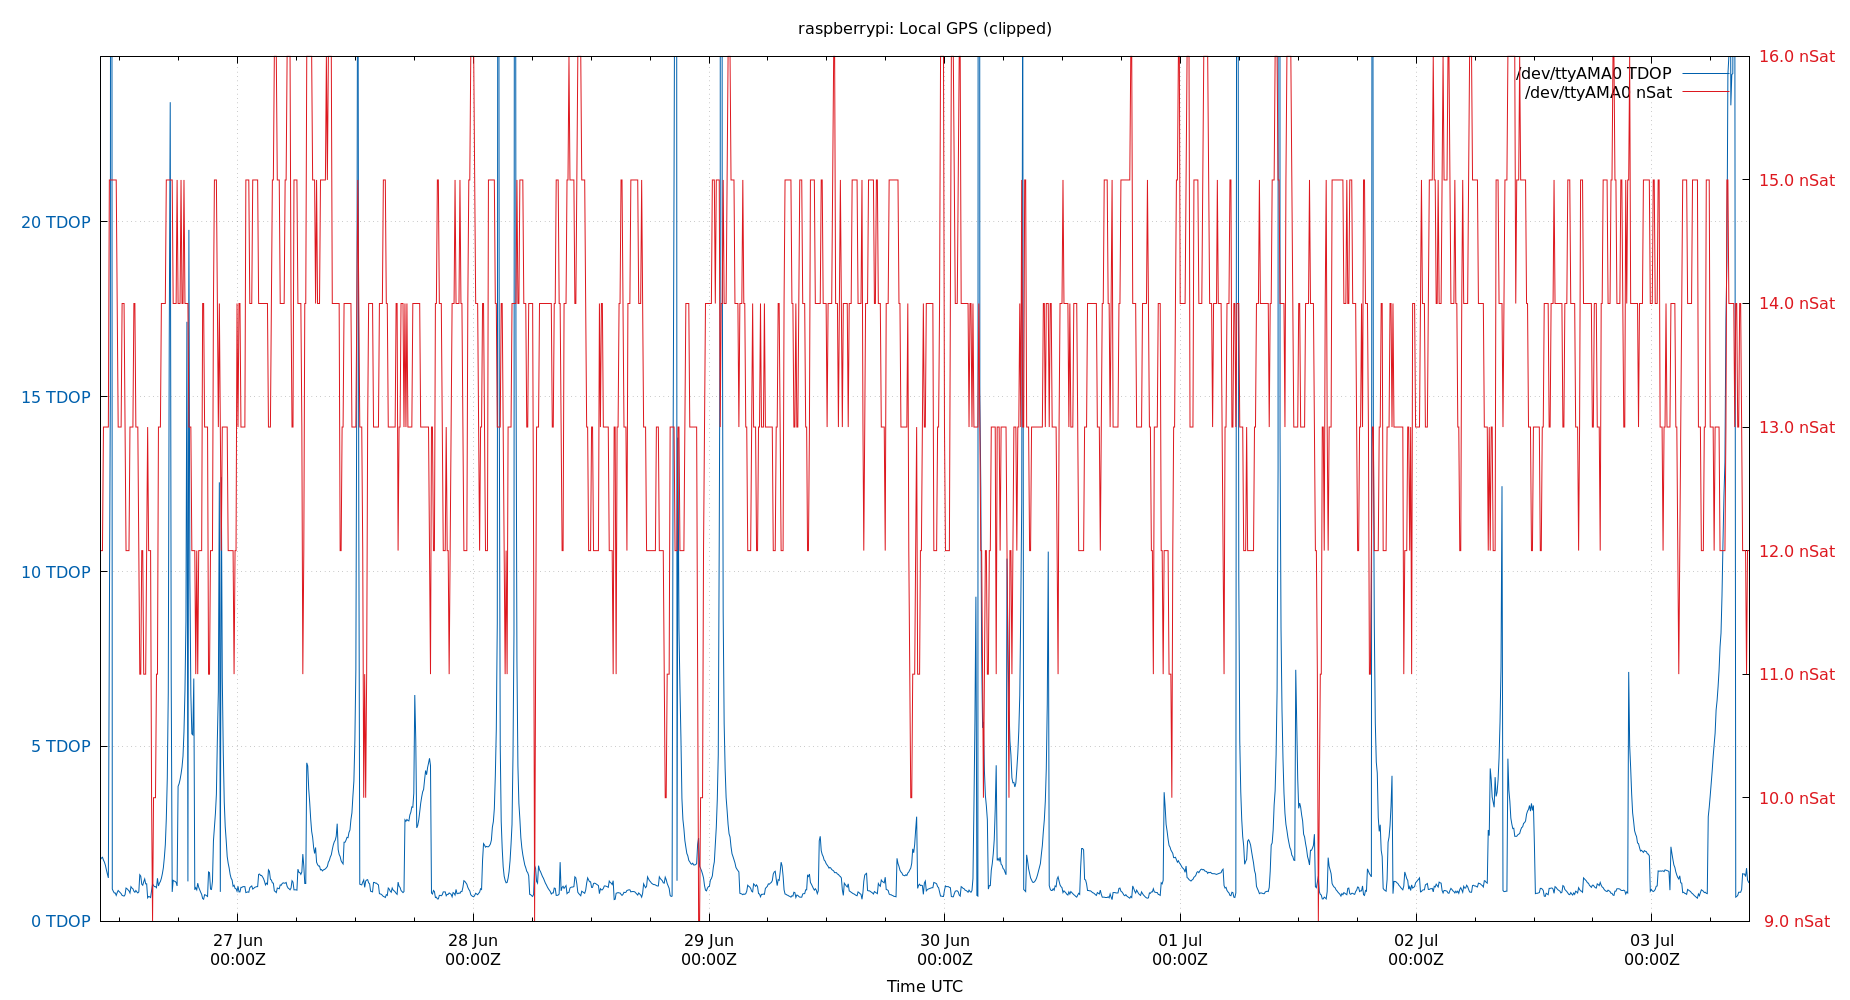 raspberrypi: Local GPS (clipped)
/dev/ttyAMA0 TDOP
/dev/ttyAMA0 nSat
20 TDOP
15 TDOP
10 TDOP
5 TDOP
0 TDOP
16.0 nSat
15.0 nSat
14.0 nSat
13.0 nSat
12.0 nSat
11.0 nSat
10.0 nSat
9.0 nSat
27 Jun 28 Jun 29 Jun 30 Jun 01 Jul 02 Jul 03 Jul
00:00Z 00:00Z 00:00Z 00:00Z 00:00Z 00:00Z 00:00Z
Time UTC